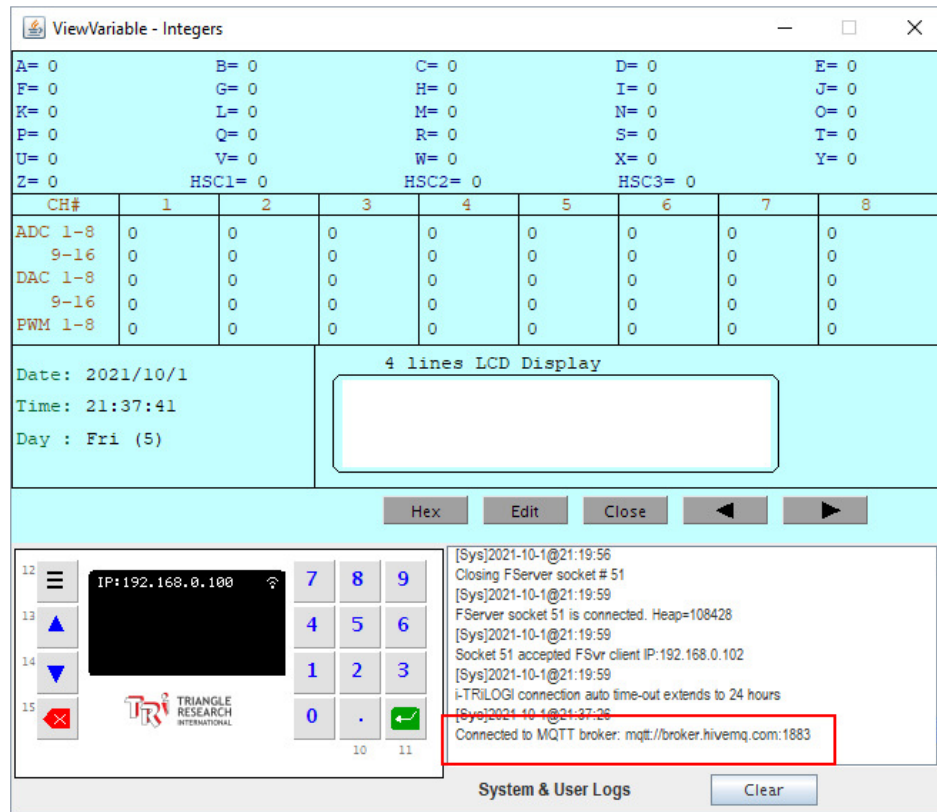 ViewVariable - Integers
A= 0 B= 0 C= 0 D= 0 E= 0
F= 0 G= 0 H= 0 I= 0 J= 0
K= 0 L= 0 M= 0 N= 0 O= 0
P= 0 Q= 0 R= 0 S= 0 T= 0
U= 0 V= 0 W= 0 X= 0 Y= 0
Z= 0 HSC1= 0 HSC2= 0 HSC3= 0
CH# 1 2 3 4 5 6 7 8
ADC 1-8 0 0 0 0 0 0 0 0
9-16 0 0 0 0 0 0 0 0
DAC 1-8 0 0 0 0 0 0 0 0
9-16 0 0 0 0 0 0 0 0
PWM 1-8 0 0 0 0 0 0 0 0
Date: 2021/10/1
Time: 21:37:41
Day : Fri (5)
4 lines LCD Display
Hex Edit Close
12
13
14
15
IP:192.168.0.100
7 8 9
4 5 6
1 2 3
0 .
10 11
TRi TRIANGLE
RESEARCH
INTERNATIONAL
[Sys]2021-10-1@21:19:56
Closing FServer socket # 51
[Sys]2021-10-1@21:19:59
FServer socket 51 is connected. Heap=108428
[Sys]2021-10-1@21:19:59
Socket 51 accepted FSvr client IP:192.168.0.102
[Sys]2021-10-1@21:19:59
i-TRiLOGI connection auto time-out extends to 24 hours
[Sys]2021-10-1@21:37:26
Connected to MQTT broker: mqtt://broker.hivemq.com:1883
System & User Logs Clear